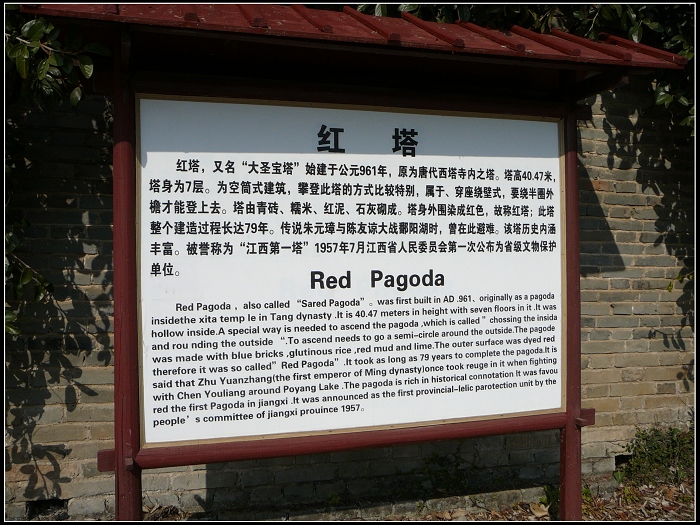 红塔
红塔，又名“大圣宝塔”始建于公元961年，原为唐代西塔寺内之塔。塔高40.47米，
塔身为7层。为空筒式建筑，攀登此塔的方式比较特别，属于、穿座绕壁式，要绕半圈外
檐才能登上去。塔由青砖、糯米、红泥、石灰砌成。塔身外围染成红色，故称红塔；此塔
整个建造过程长达79年。传说朱元璋与陈友谅大战鄱阳湖时，曾在此避难。该塔历史内涵
丰富。被誉称为“江西第一塔”1957年7月江西省人民委员会第一次公布为省级文物保护
单位。
Red Pagoda
Red Pagoda , also called “Sared Pagoda”。was first built in AD .961、originally as a pagoda
insidethe xita temp le in Tang dynasty .It is 40.47 meters in height with seven floors in it .It was
hollow inside.A special way is needed to ascend the pagoda ,which is called ” chossing the insida
and rou nding the outside “.To ascend needs to go a semi-circle around the outside.The pagode
was made with blue bricks ,glutinous rice ,red mud and lime.The outer surface was dyed red
therefore it was so called” Red Pagoda”.It took as long as 79 years to complete the pagoda.It is
said that Zhu Yuanzhang(the first emperor of Ming dynasty)once took reuge in it when fighting
with Chen Youliang around Poyang Lake .The pagoda is rich in historical connotation It was favou
red the first Pagoda in jiangxi .It was announced as the first provincial-lelic parotection unit by the
people’s committee of jiangxi prouince 1957。